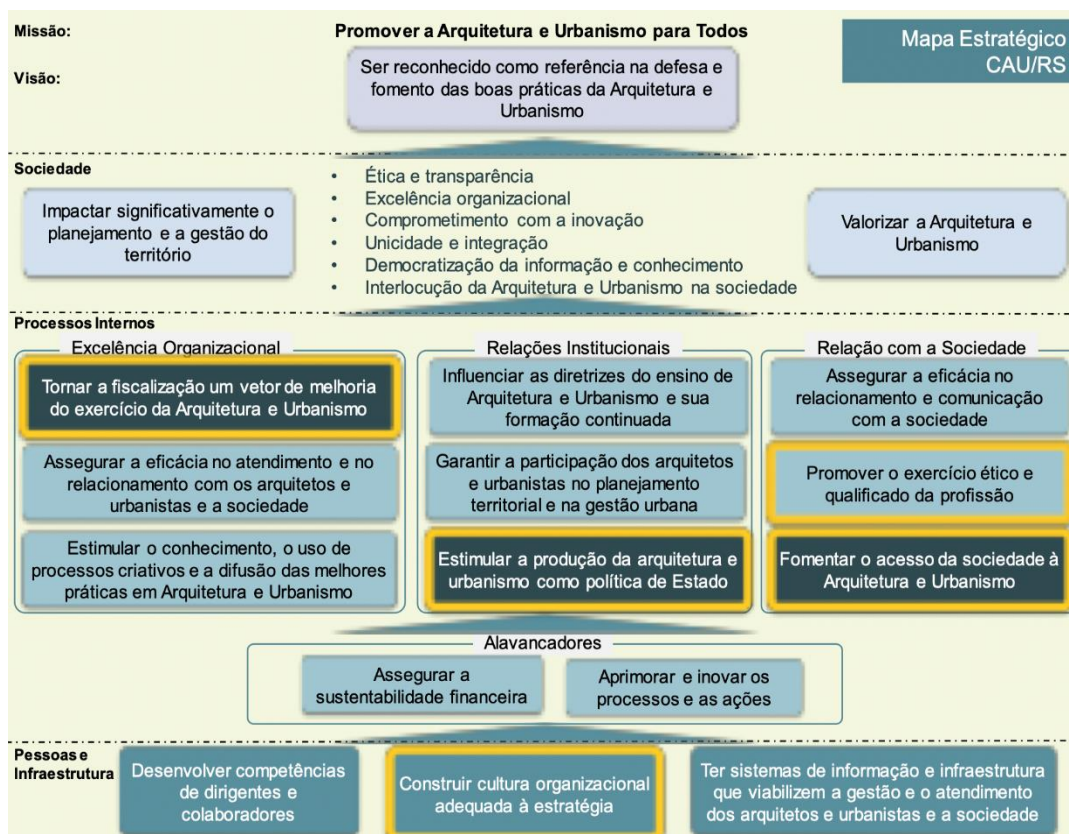 Missão:
Promover a Arquitetura e Urbanismo para Todos
Mapa Estratégico
CAU/RS
Visão:
Ser reconhecido como referência na defesa e
fomento das boas práticas da Arquitetura e
Urbanismo
Sociedade
Impactar significativamente o
planejamento e a gestão do
território
• Ética e transparência
• Excelência organizacional
• Comprometimento com a inovação
• Unicidade e integração
• Democratização da informação e conhecimento
• Interlocução da Arquitetura e Urbanismo na sociedade
Valorizar a Arquitetura e
Urbanismo
Processos Internos
Excelência Organizacional
Tornar a fiscalização um vetor de melhoria
do exercício da Arquitetura e Urbanismo
Assegurar a eficácia no atendimento e no
relacionamento com os arquitetos e
urbanistas e a sociedade
Estimular o conhecimento, o uso de
processos criativos e a difusão das melhores
práticas em Arquitetura e Urbanismo
Relações Institucionais
Influenciar as diretrizes do ensino de
Arquitetura e Urbanismo e sua
formação continuada
Garantir a participação dos arquitetos
e urbanistas no planejamento
territorial e na gestão urbana
Estimular a produção da arquitetura e
urbanismo como política de Estado
Relação com a Sociedade
Assegurar a eficácia no
relacionamento e comunicação
com a sociedade
Promover o exercício ético e
qualificado da profissão
Fomentar o acesso da sociedade à
Arquitetura e Urbanismo
Alavancadores
Assegurar a
sustentabilidade financeira
Aprimorar e inovar os
processos e as ações
Pessoas e
Infraestrutura
Desenvolver competências
de dirigentes e
colaboradores
Construir cultura organizacional
adequada à estratégia
Ter sistemas de informação e infraestrutura
que viabilizem a gestão e o atendimento
dos arquitetos e urbanistas e a sociedade